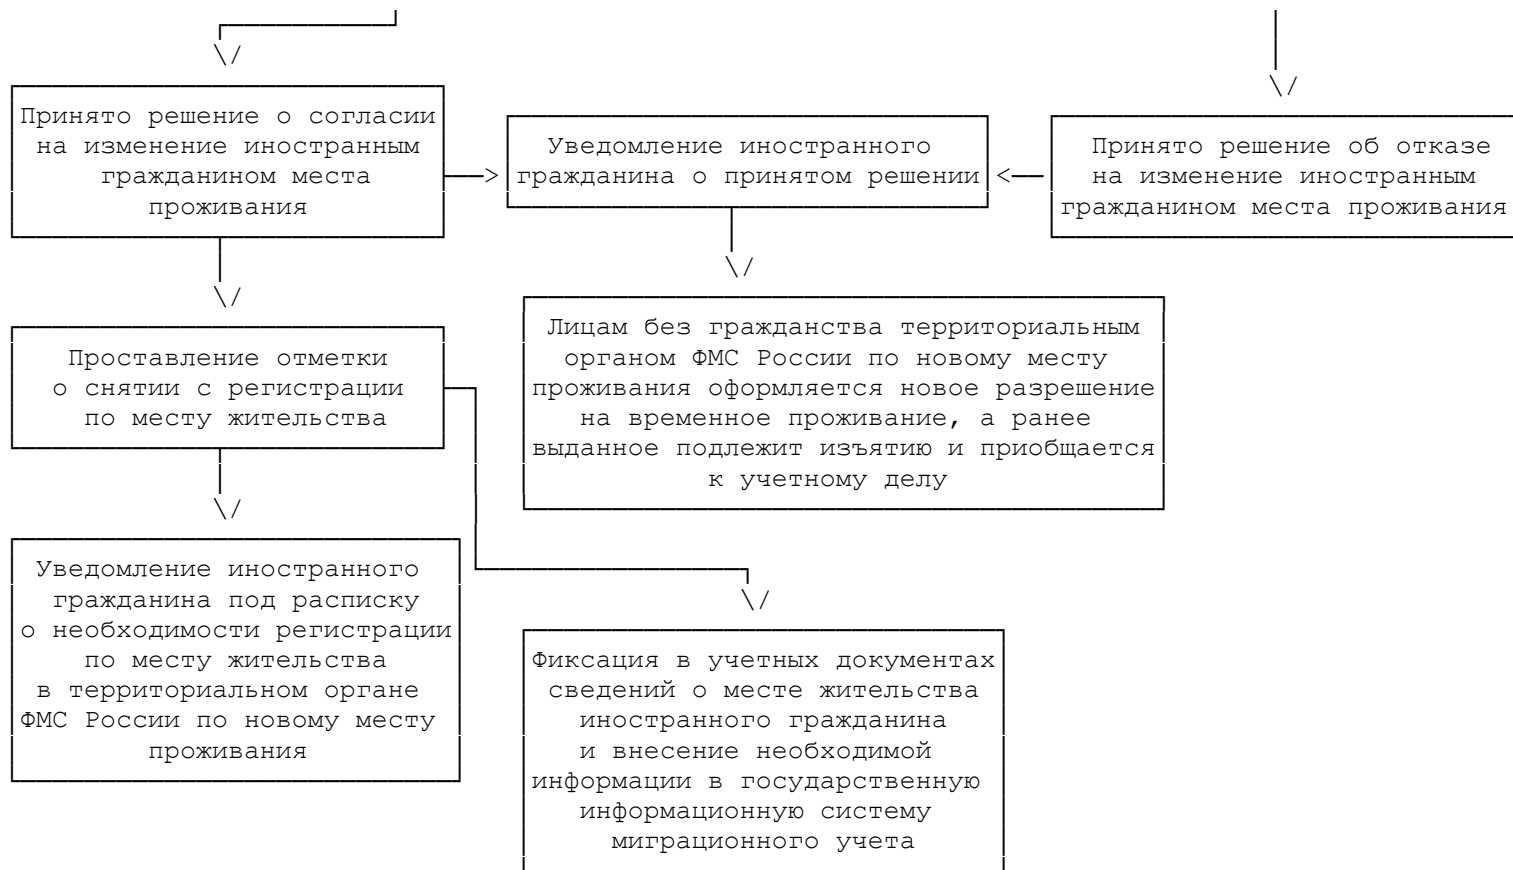 Принято решение о согласии
на изменение иностранным
гражданином места
проживания
Уведомление иностранного
гражданина о принятом решении
Принято решение об отказе
на изменение иностранным
гражданином места проживания
Проставление отметки
о снятии с регистрации
по месту жительства
Лицам без гражданства территориальным
органом ФМС России по новому месту
проживания оформляется новое разрешение
на временное проживание, а ранее
выданное подлежит изъятию и приобщается
к учетному делу
Уведомление иностранного
гражданина под расписку
о необходимости регистрации
по месту жительства
в территориальном органе
ФМС России по новому месту
проживания
Фиксация в учетных документах
сведений о месте жительства
иностранного гражданина
и внесение необходимой
информации в государственную
информационную систему
миграционного учета